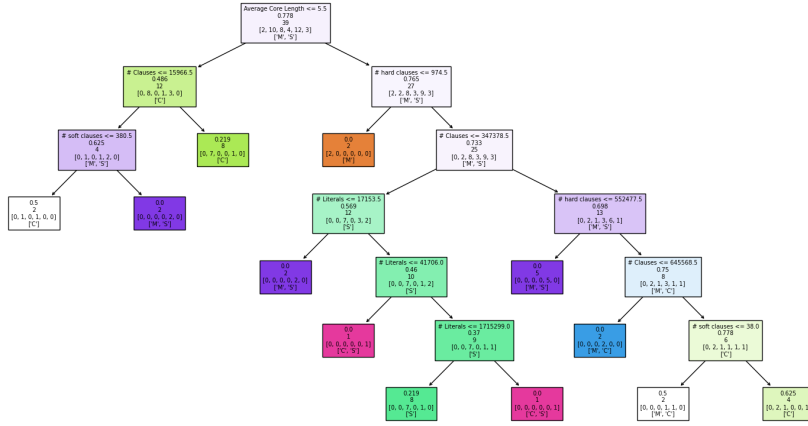 Average Core Length <= 5.5
0.778
39
[2, 10, 8, 4, 12, 3]
['M', 'S']
# Clauses <= 15966.5
0.486
12
[0, 8, 0, 1, 3, 0]
['C']
# hard clauses <= 974.5
0.765
27
[2, 2, 8, 3, 9, 3]
['M', 'S']
# soft clauses <= 380.5
0.625
4
[0, 1, 0, 1, 2, 0]
['M', 'S']
0.219
8
[0, 7, 0, 0, 1, 0]
['C']
0.0
2
[2, 0, 0, 0, 0, 0]
['M']
# Clauses <= 347378.5
0.733
25
[0, 2, 8, 3, 9, 3]
['M', 'S']
0.5
2
[0, 1, 0, 1, 0, 0]
['C']
0.0
2
[0, 0, 0, 0, 2, 0]
['M', 'S']
# Literals <= 17153.5
0.569
12
[0, 0, 7, 0, 3, 2]
['S']
# hard clauses <= 552477.5
0.698
13
[0, 2, 1, 3, 6, 1]
['M', 'S']
0.0
2
[0, 0, 0, 0, 2, 0]
['M', 'S']
# Literals <= 41706.0
0.46
10
[0, 0, 7, 0, 1, 2]
['S']
0.0
5
[0, 0, 0, 0, 5, 0]
['M', 'S']
# Clauses <= 645568.5
0.75
8
[0, 2, 1, 3, 1, 1]
['M', 'C']
0.0
1
[0, 0, 0, 0, 0, 1]
['C', 'S']
# Literals <= 1715299.0
0.37
9
[0, 0, 7, 0, 1, 1]
['S']
0.0
2
[0, 0, 0, 2, 0, 0]
['M', 'C']
# soft clauses <= 38.0
0.778
6
[0, 2, 1, 1, 1, 1]
['C']
0.219
8
[0, 0, 7, 0, 1, 0]
['S']
0.0
1
[0, 0, 0, 0, 0, 1]
['C', 'S']
0.5
2
[0, 0, 0, 1, 1, 0]
['M', 'C']
0.625
4
[0, 2, 1, 0, 0, 1]
['C']